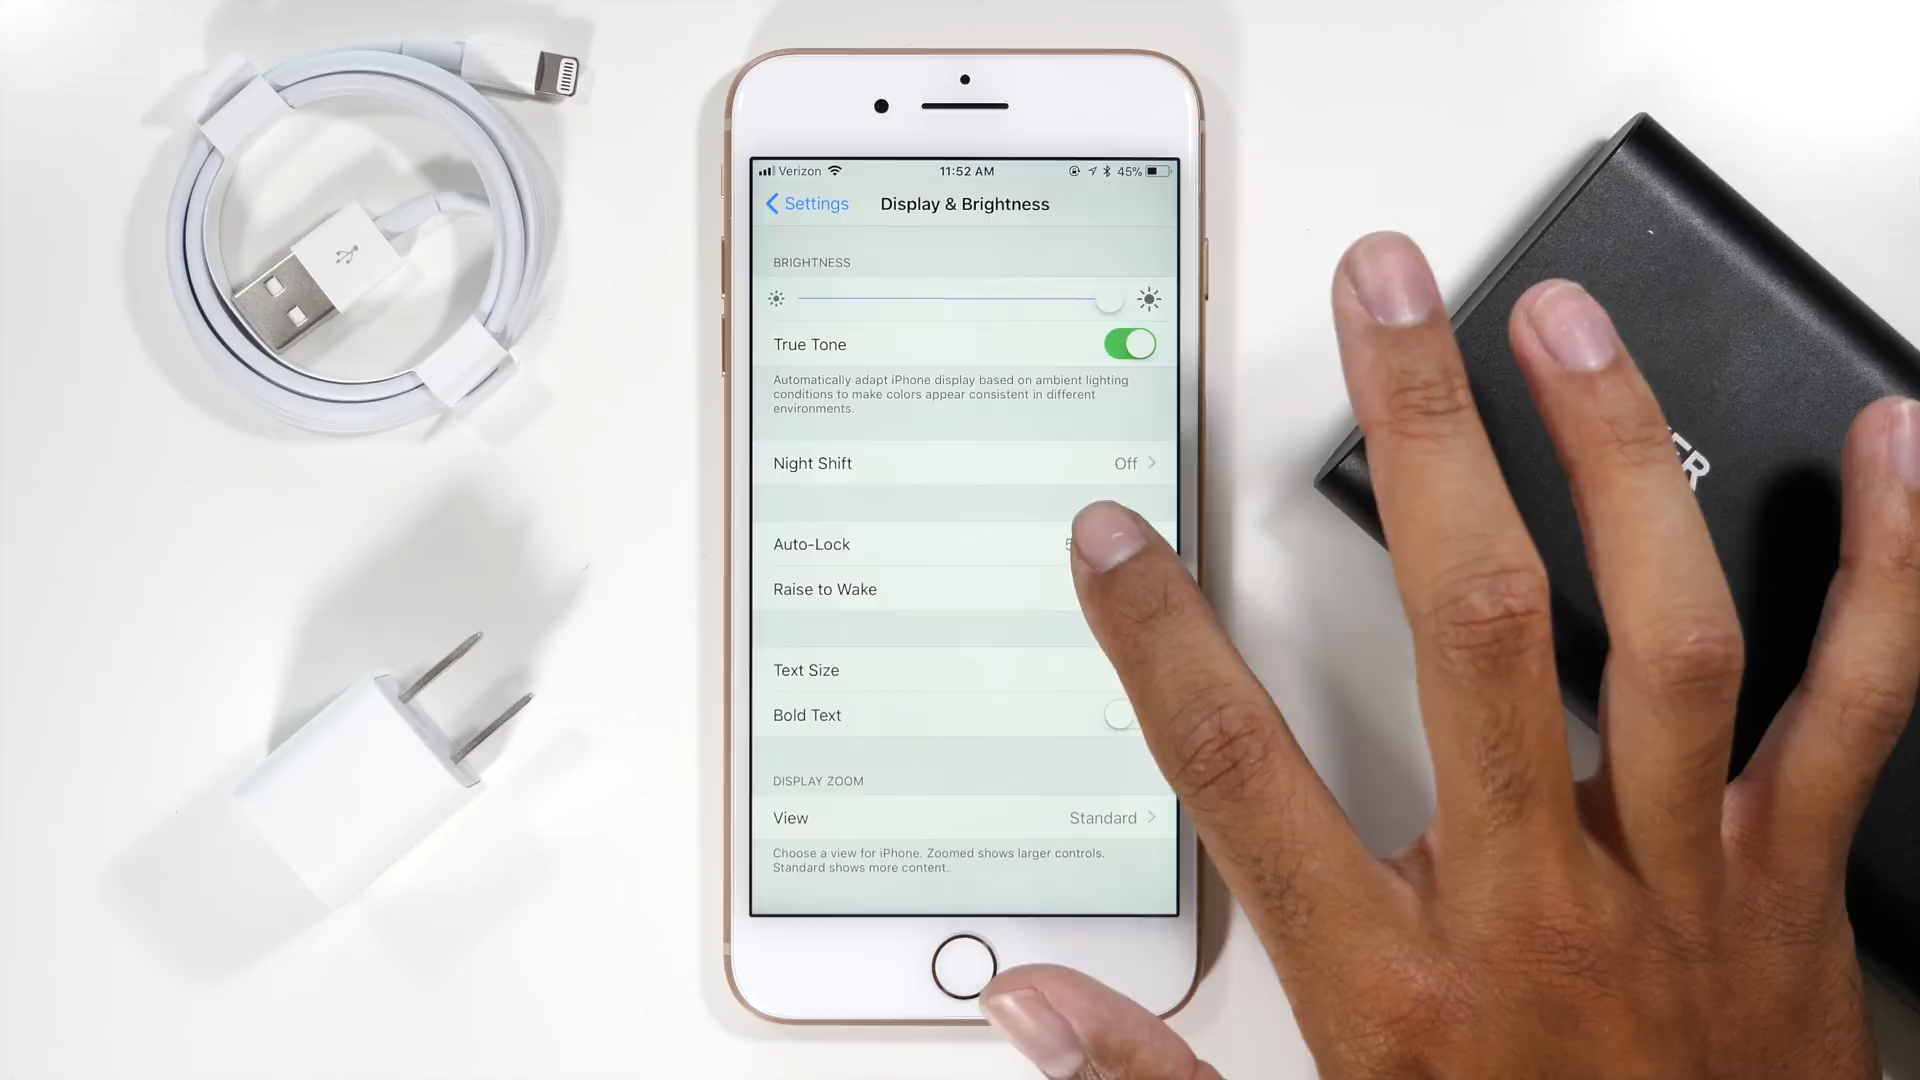 Verizon 11:52 AM 45%
Settings Display & Brightness
BRIGHTNESS
True Tone
Automatically adapt iPhone display based on ambient lighting
conditions to make colors appear consistent in different
environments.
Night Shift Off
Auto-Lock
Raise to Wake
Text Size
Bold Text
DISPLAY ZOOM
View Standard
Choose a view for iPhone. Zoomed shows larger controls.
Standard shows more content.